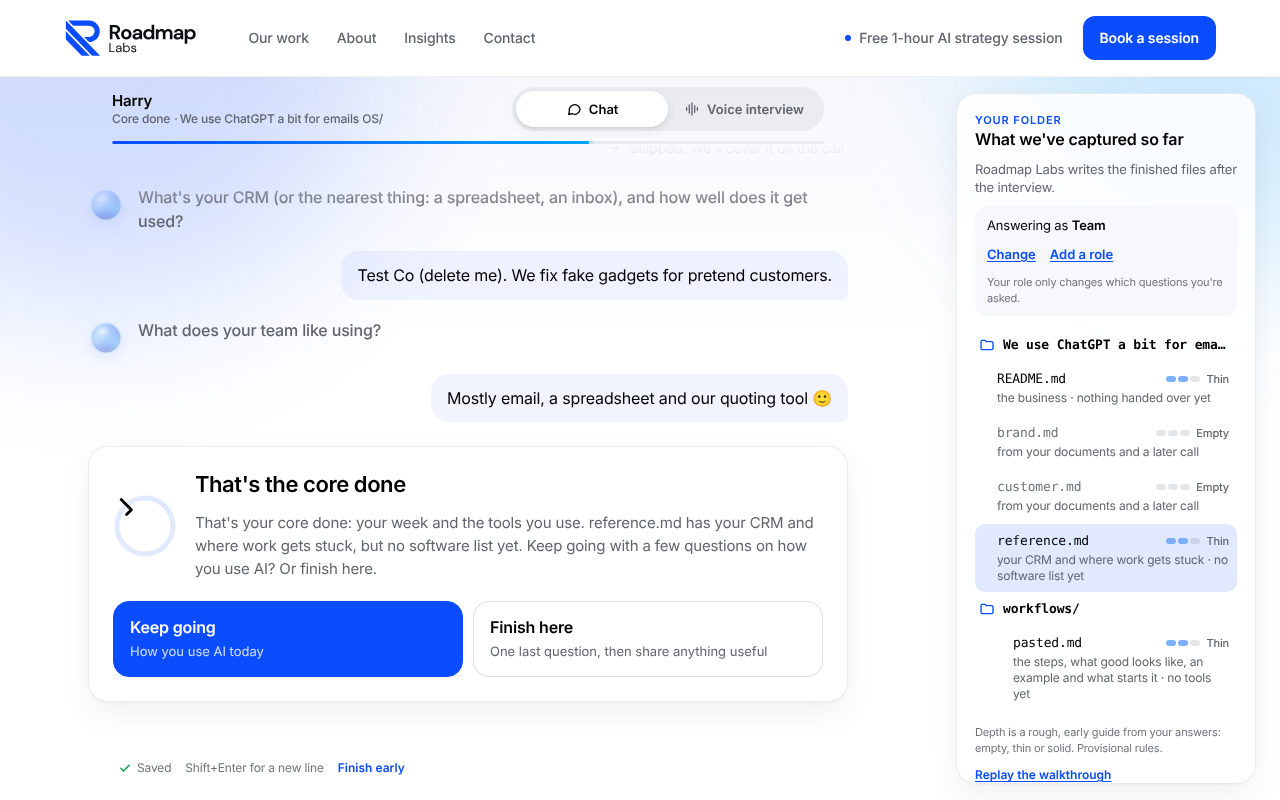 Roadmap
Labs
Our work
About
Insights
Contact
Free 1-hour AI strategy session
Book a session
Harry
Core done · We use ChatGPT a bit for emails OS/
Chat
Voice interview
Skipped. We'll cover it on the call
What's your CRM (or the nearest thing: a spreadsheet, an inbox), and how well does it get
used?
Test Co (delete me). We fix fake gadgets for pretend customers.
What does your team like using?
Mostly email, a spreadsheet and our quoting tool 🙂
That's the core done
That's your core done: your week and the tools you use. reference.md has your CRM and
where work gets stuck, but no software list yet. Keep going with a few questions on how
you use AI? Or finish here.
Keep going
How you use AI today
Finish here
One last question, then share anything useful
Saved
Shift+Enter for a new line
Finish early
YOUR FOLDER
What we've captured so far
Roadmap Labs writes the finished files after
the interview.
Answering as Team
Change
Add a role
Your role only changes which questions you're
asked.
We use ChatGPT a bit for ema…
README.md
Thin
the business · nothing handed over yet
brand.md
Empty
from your documents and a later call
customer.md
Empty
from your documents and a later call
reference.md
Thin
your CRM and where work gets stuck · no
software list yet
workflows/
pasted.md
Thin
the steps, what good looks like, an
example and what starts it · no tools
yet
Depth is a rough, early guide from your answers:
empty, thin or solid. Provisional rules.
Replay the walkthrough